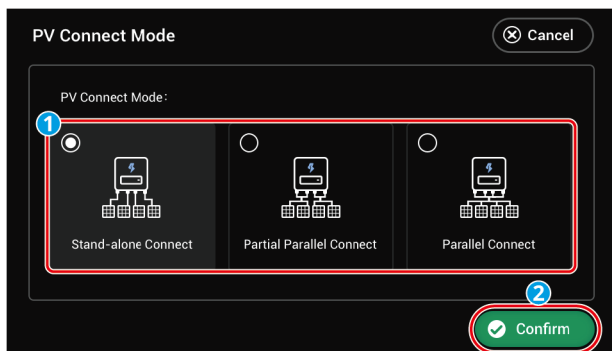 PV Connect Mode
Cancel
PV Connect Mode:
1
Stand-alone Connect
Partial Parallel Connect
Parallel Connect
2
Confirm